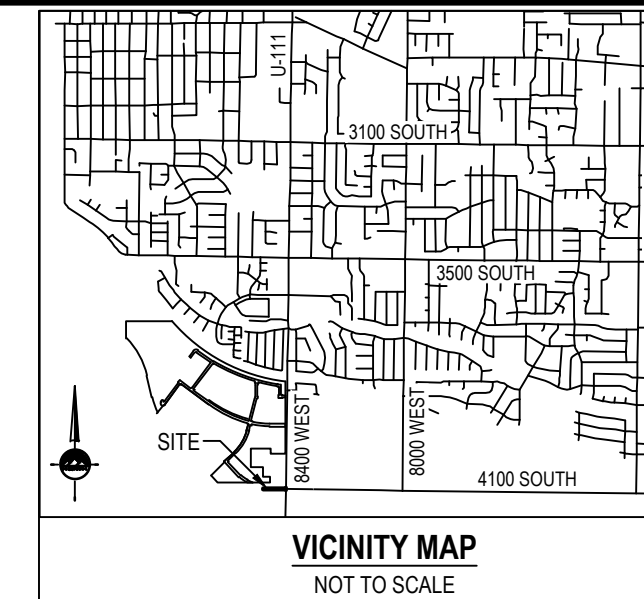 U-111
3100 SOUTH
3500 SOUTH
8400 WEST
8000 WEST
SITE
4100 SOUTH
VICINITY MAP
NOT TO SCALE